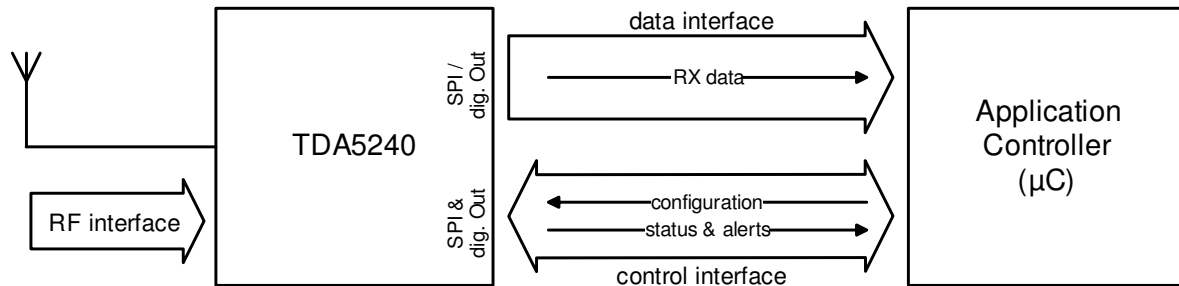 data interface
SPI /
dig. Out
RX data
TDA5240
Application
Controller
(µC)
RF interface
SPI &
dig. Out
configuration
status & alerts
control interface